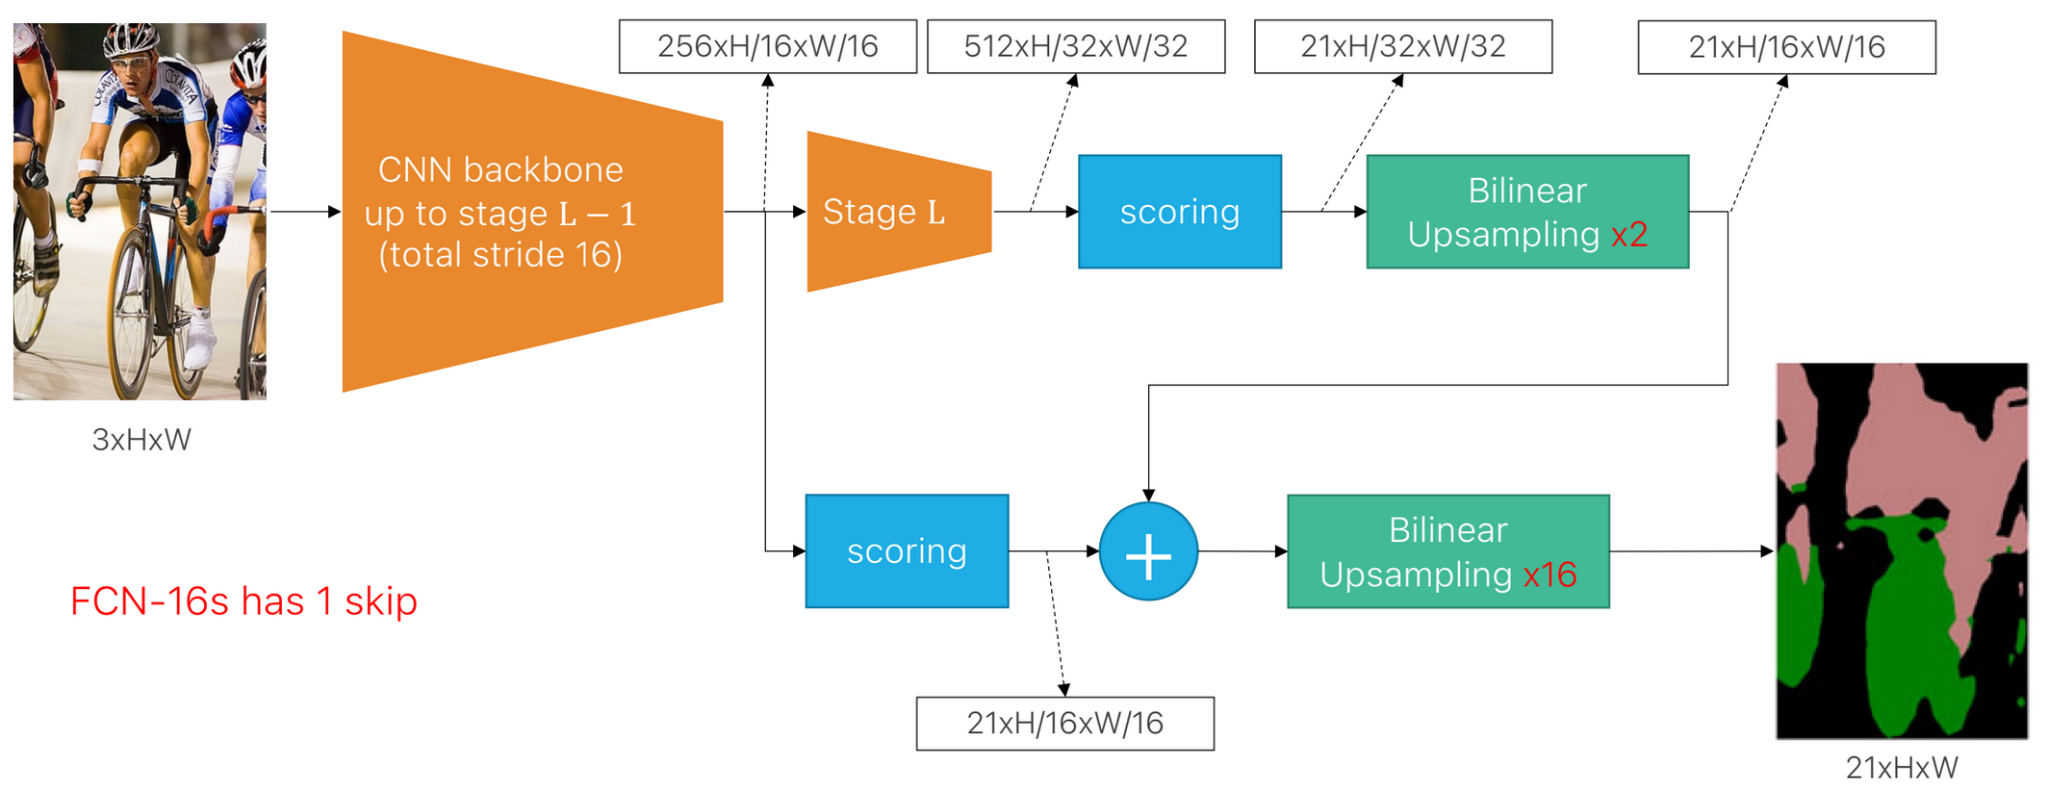 256xH/16xW/16
512xH/32xW/32
21xH/32xW/32
21xH/16xW/16
COLAVITA
COLAVITA
CNN backbone
up to stage L − 1
(total stride 16)
Stage L
scoring
Bilinear
Upsampling x2
3xHxW
scoring
+
Bilinear
Upsampling x16
FCN-16s has 1 skip
21xH/16xW/16
21xHxW